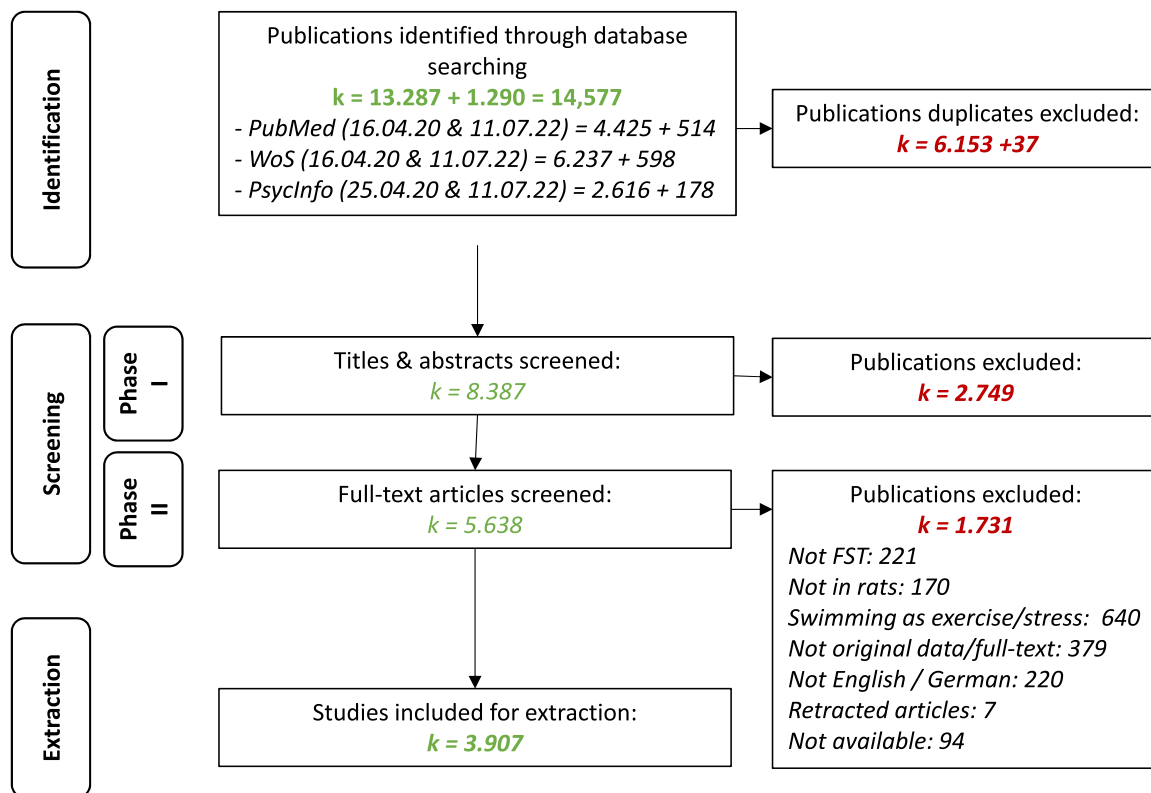 Identification
Publications identified through database
searching
k = 13.287 + 1.290 = 14,577
- PubMed (16.04.20 & 11.07.22) = 4.425 + 514
- WoS (16.04.20 & 11.07.22) = 6.237 + 598
- PsycInfo (25.04.20 & 11.07.22) = 2.616 + 178
Publications duplicates excluded:
k = 6.153 +37
Screening
Phase
I
Titles & abstracts screened:
k = 8.387
Publications excluded:
k = 2.749
Phase
II
Full-text articles screened:
k = 5.638
Publications excluded:
k = 1.731
Not FST: 221
Not in rats: 170
Swimming as exercise/stress:  640
Not original data/full-text: 379
Not English / German: 220
Retracted articles: 7
Not available: 94
Extraction
Studies included for extraction:
k = 3.907